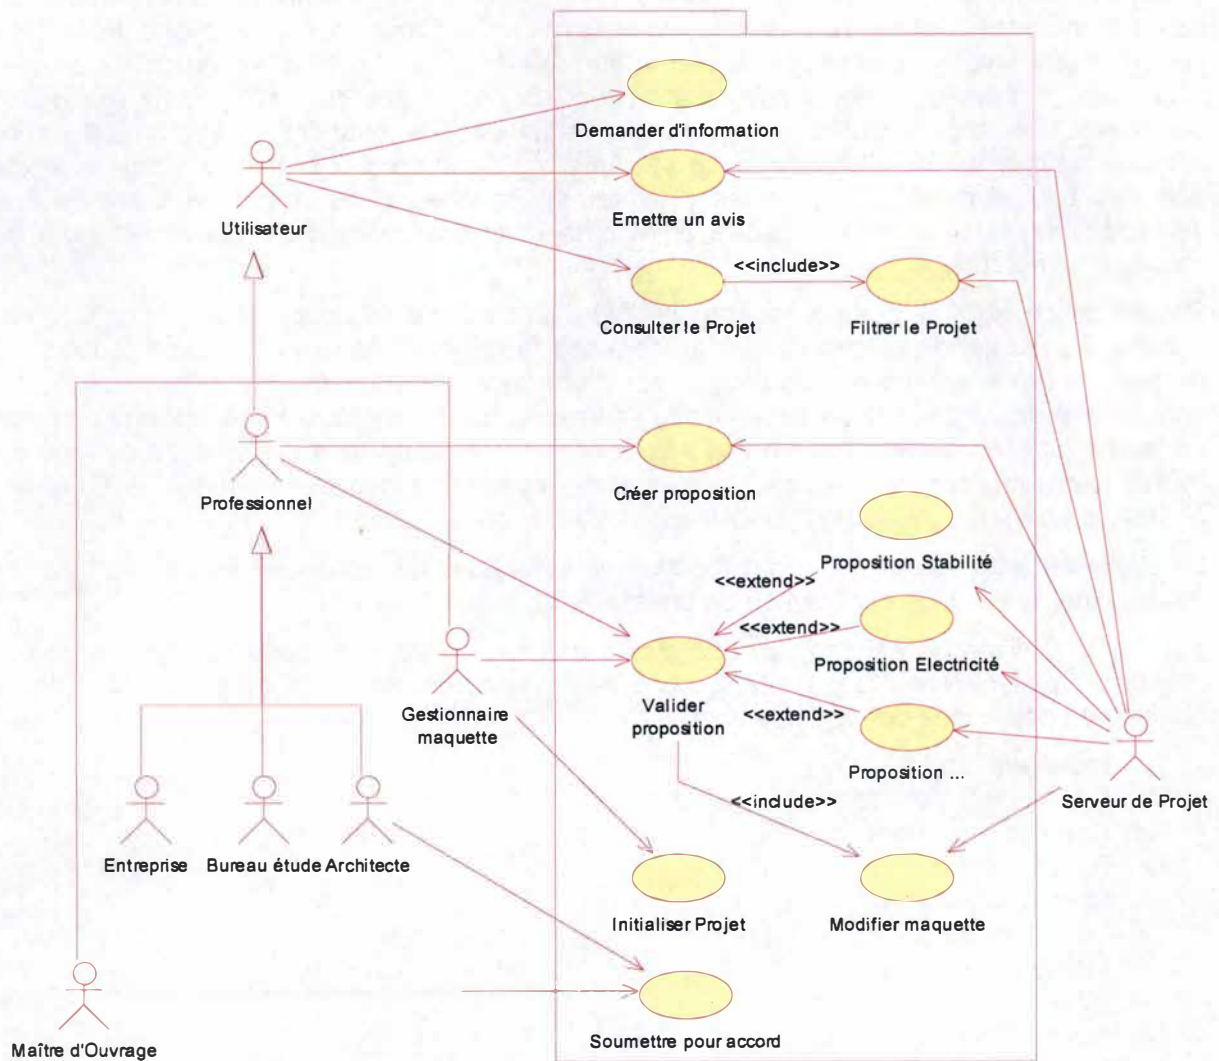 Demander d'information
Utilisateur
Emettre un avis
<<include>>
Consulter le Projet
Filtrer le Projet
Professionnel
Créer proposition
Proposition Stabilité
<<extend>>
<<extend>>
Proposition Electricité
Gestionnaire
maquette
Valider
proposition
<<extend>>
Proposition ...
<<include>>
Serveur de Projet
Entreprise
Bureau étude
Architecte
Initialiser Projet
Modifier maquette
Soumettre pour accord
Maître d'Ouvrage